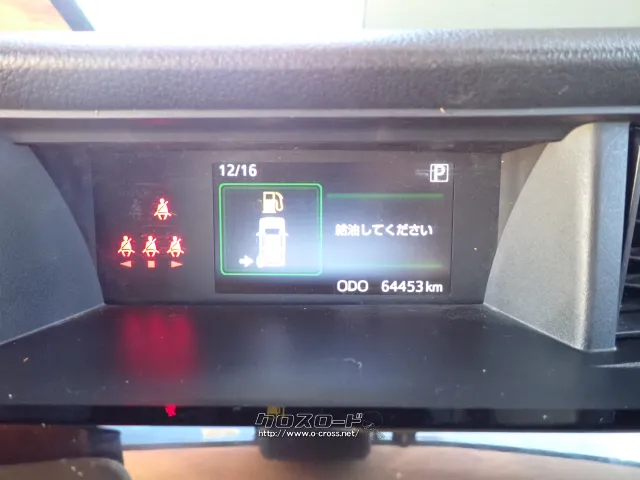 12/16
P
給油してください
ODO 64453 km
クロスロード
http://www.o-cross.net/